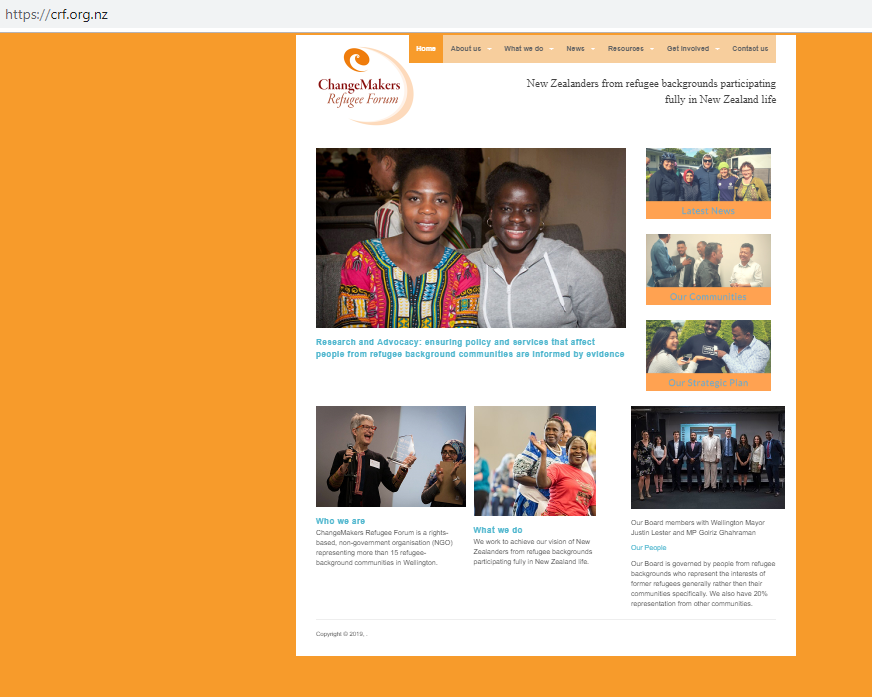 https://crf.org.nz
Home About us What we do News Resources Get Involved Contact us
ChangeMakers
Refugee Forum
New Zealanders from refugee backgrounds participating
fully in New Zealand life
Latest News
Our Communities
Our Strategic Plan
Research and Advocacy: ensuring policy and services that affect
people from refugee background communities are informed by evidence
Who we are
ChangeMakers Refugee Forum is a rights-
based, non-government organisation (NGO)
representing more than 15 refugee-
background communities in Wellington.
What we do
We work to achieve our vision of New
Zealanders from refugee backgrounds
participating fully in New Zealand life.
Our Board members with Wellington Mayor
Justin Lester and MP Golriz Ghahraman
Our People
Our Board is governed by people from refugee
backgrounds who represent the interests of
former refugees generally rather then their
communities specifically. We also have 20%
representation from other communities.
Copyright © 2019, .